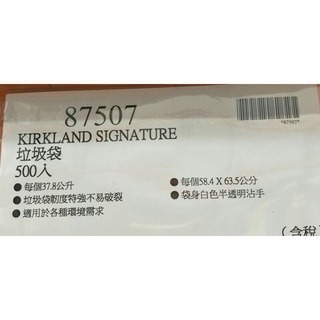 87507
*87507*
KIRKLAND SIGNATURE
垃圾袋
500入
●每個37.8公升
●每個58.4 X 63.5公分
●垃圾袋韌度特強不易破裂
●袋身白色半透明沾手
●適用於各種環境需求
(含稅